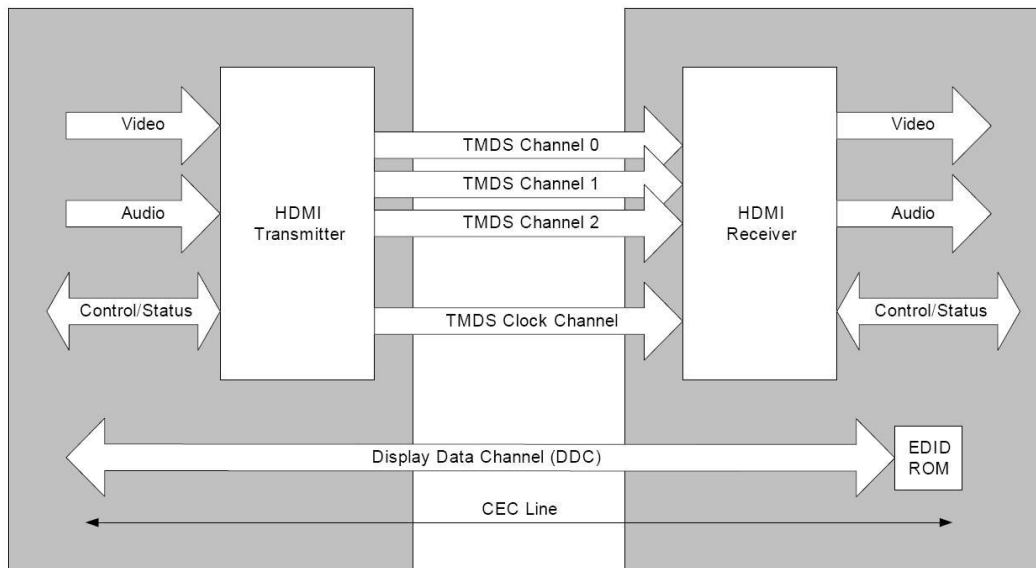 Video
Audio
Control/Status
HDMI
Transmitter
TMDS Channel 0
TMDS Channel 1
TMDS Channel 2
TMDS Clock Channel
HDMI
Receiver
Video
Audio
Control/Status
Display Data Channel (DDC)
EDID
ROM
CEC Line